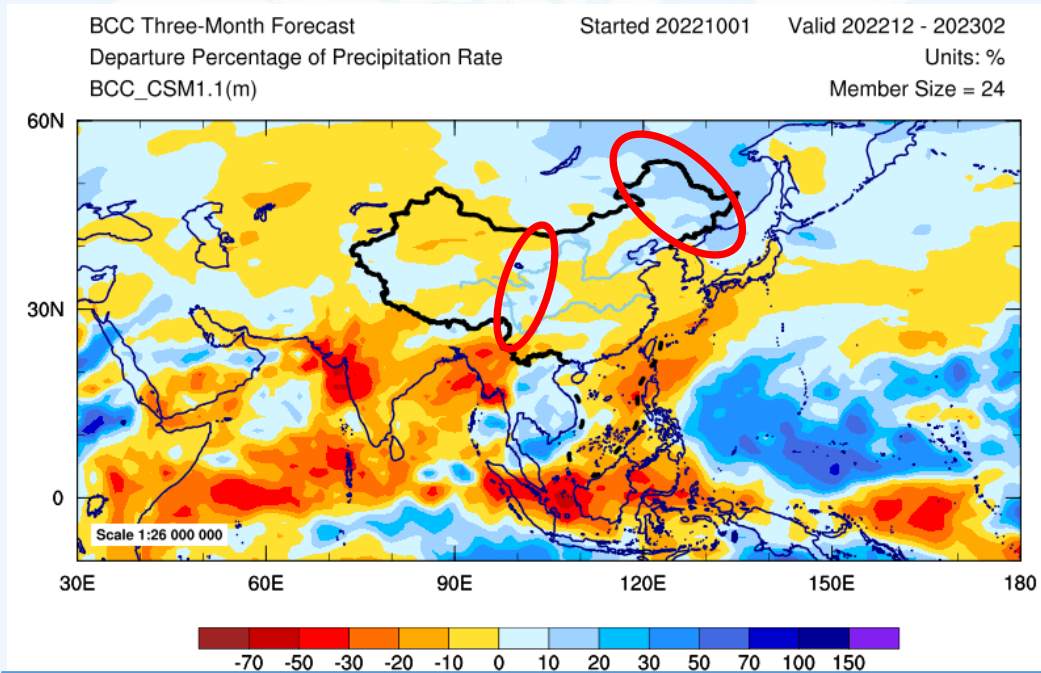 BCC Three-Month Forecast Started 20221001 Valid 202212 - 202302
Departure Percentage of Precipitation Rate Units: %
BCC_CSM1.1(m) Member Size = 24
60N
30N
0
Scale 1:26 000 000
30E 60E 90E 120E 150E 180
-70 -50 -30 -20 -10 0 10 20 30 50 70 100 150